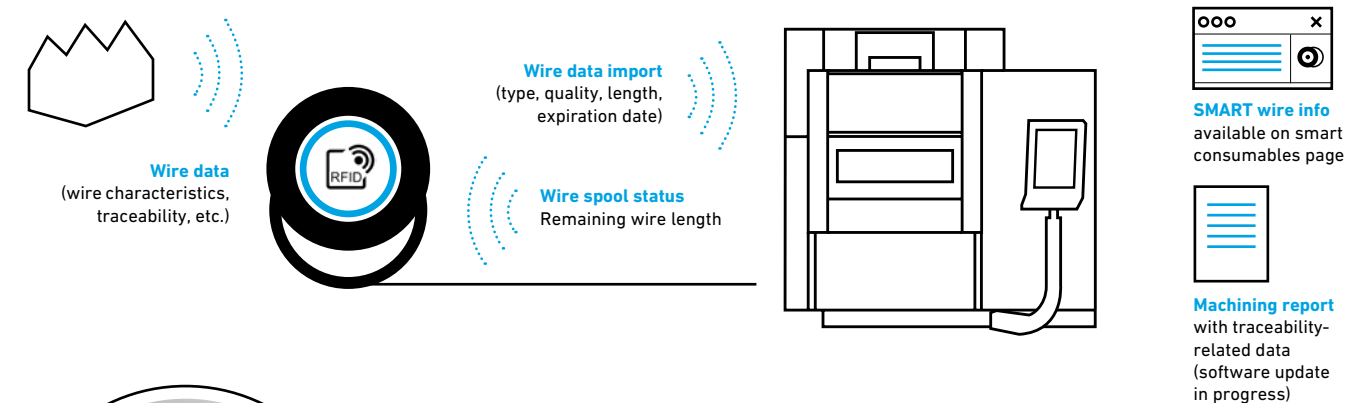 Wire data
(wire characteristics,
traceability, etc.)
RFID
Wire data import
(type, quality, length,
expiration date)
Wire spool status
Remaining wire length
SMART wire info
available on smart
consumables page
Machining report
with traceability-
related data
(software update
in progress)